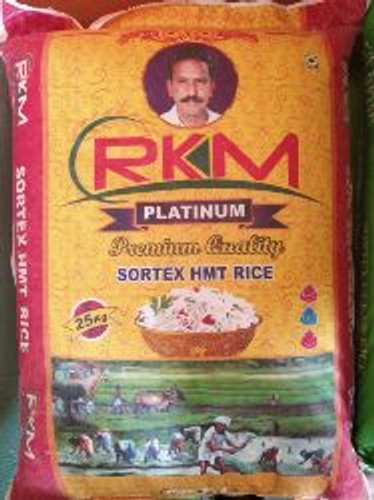 RKM
PLATINUM
Premium Quality
SORTEX HMT RICE
25Kg
RKM
SORTEX HMT RICE
RKM